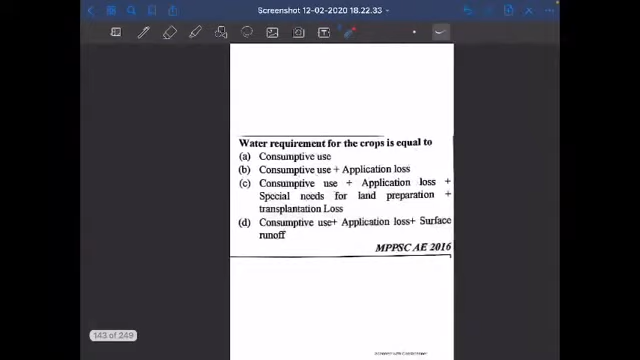 Screenshot 12-02-2020 18.22.33
Water requirement for the crops is equal to
(a) Consumptive use
(b) Consumptive use + Application loss
(c) Consumptive use + Application loss +
Special needs for land preparation +
transplantation Loss
(d) Consumptive use+ Application loss+ Surface
runoff
MPPSC AE 2016
143 of 249